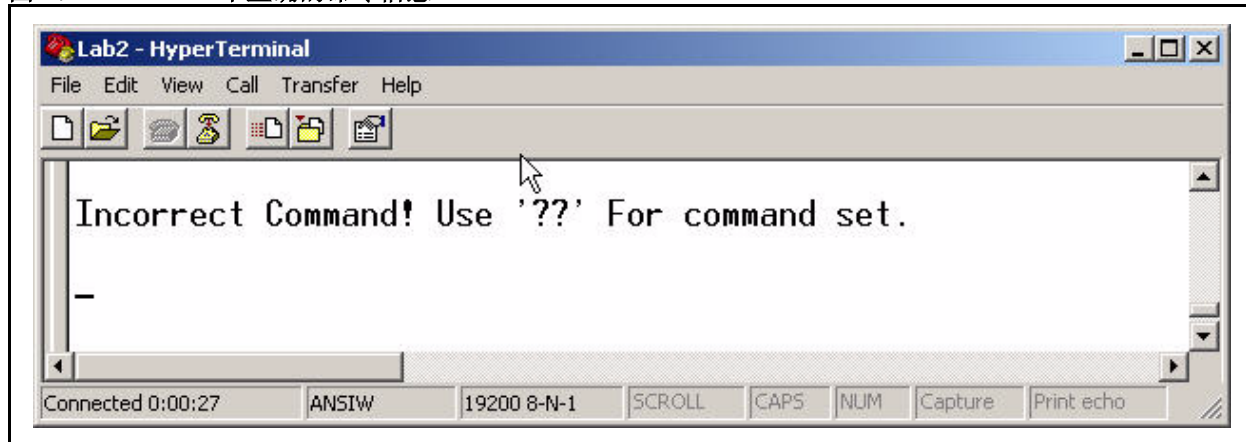 Lab2 - HyperTerminal
File Edit View Call Transfer Help
Incorrect Command! Use '??' For command set.
Connected 0:00:27 ANSIW 19200 8-N-1 SCROLL CAPS NUM Capture Print echo